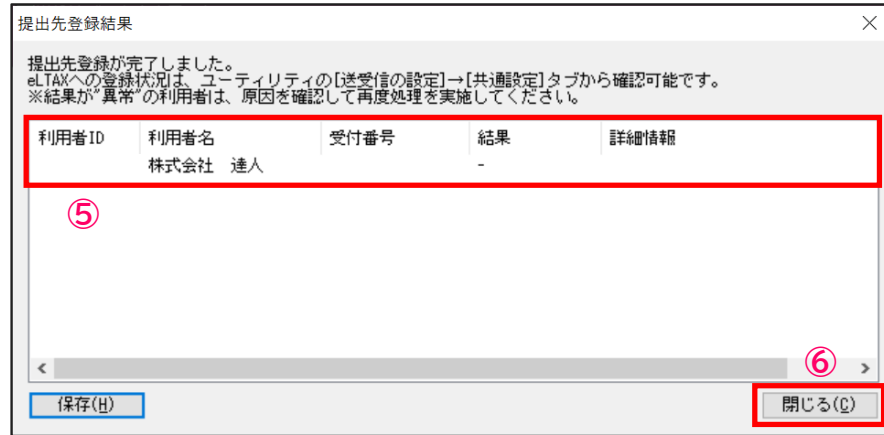 提出先登録結果
提出先登録が完了しました。
eLTAXへの登録状況は、ユーティリティの[送受信の設定]→[共通設定]タブから確認可能です。
※結果が"異常"の利用者は、原因を確認して再度処理を実施してください。
利用者ID 利用者名 受付番号 結果 詳細情報
株式会社 達人 -
⑤
⑥
保存(H) 閉じる(C)